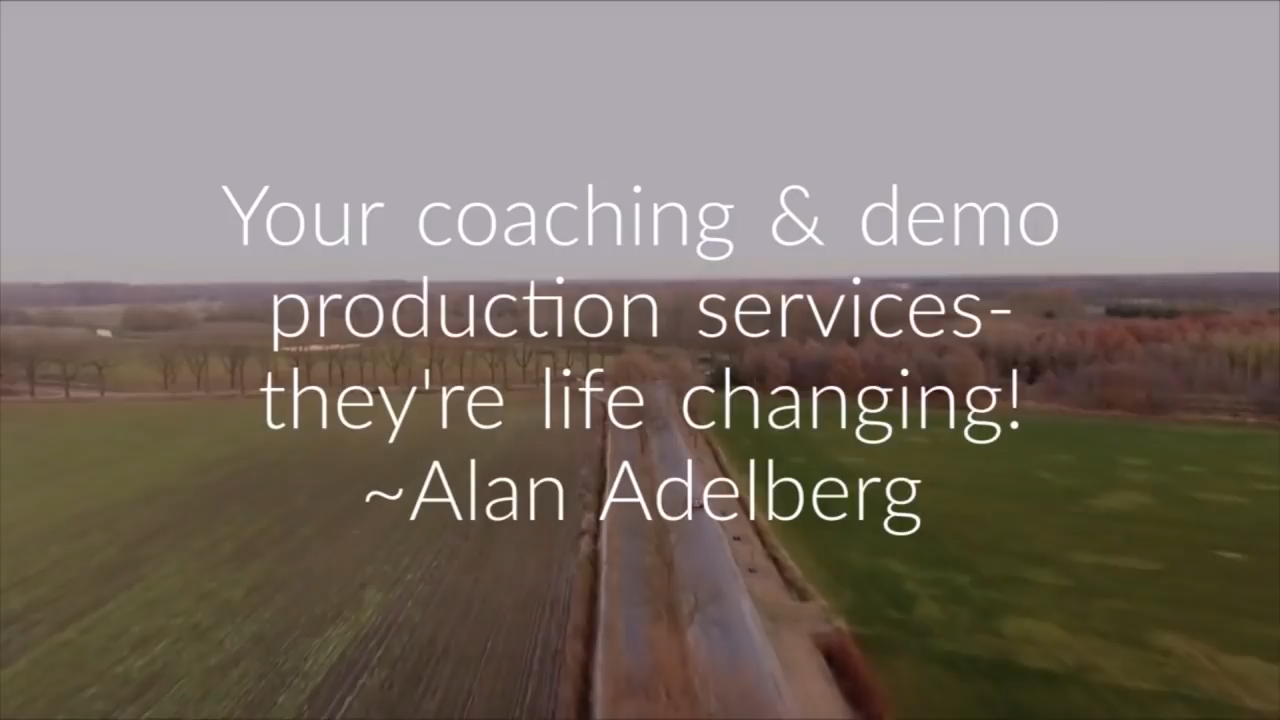 Your coaching & demo
production services-
they're life changing!
~Alan Adelberg